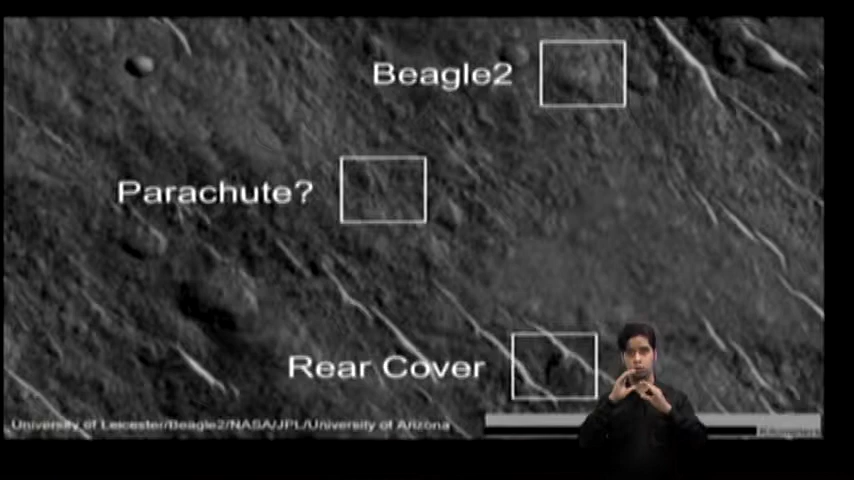 Beagle2
Parachute?
Rear Cover
University of Leicester/Beagle2/NASA/JPL/University of Arizona